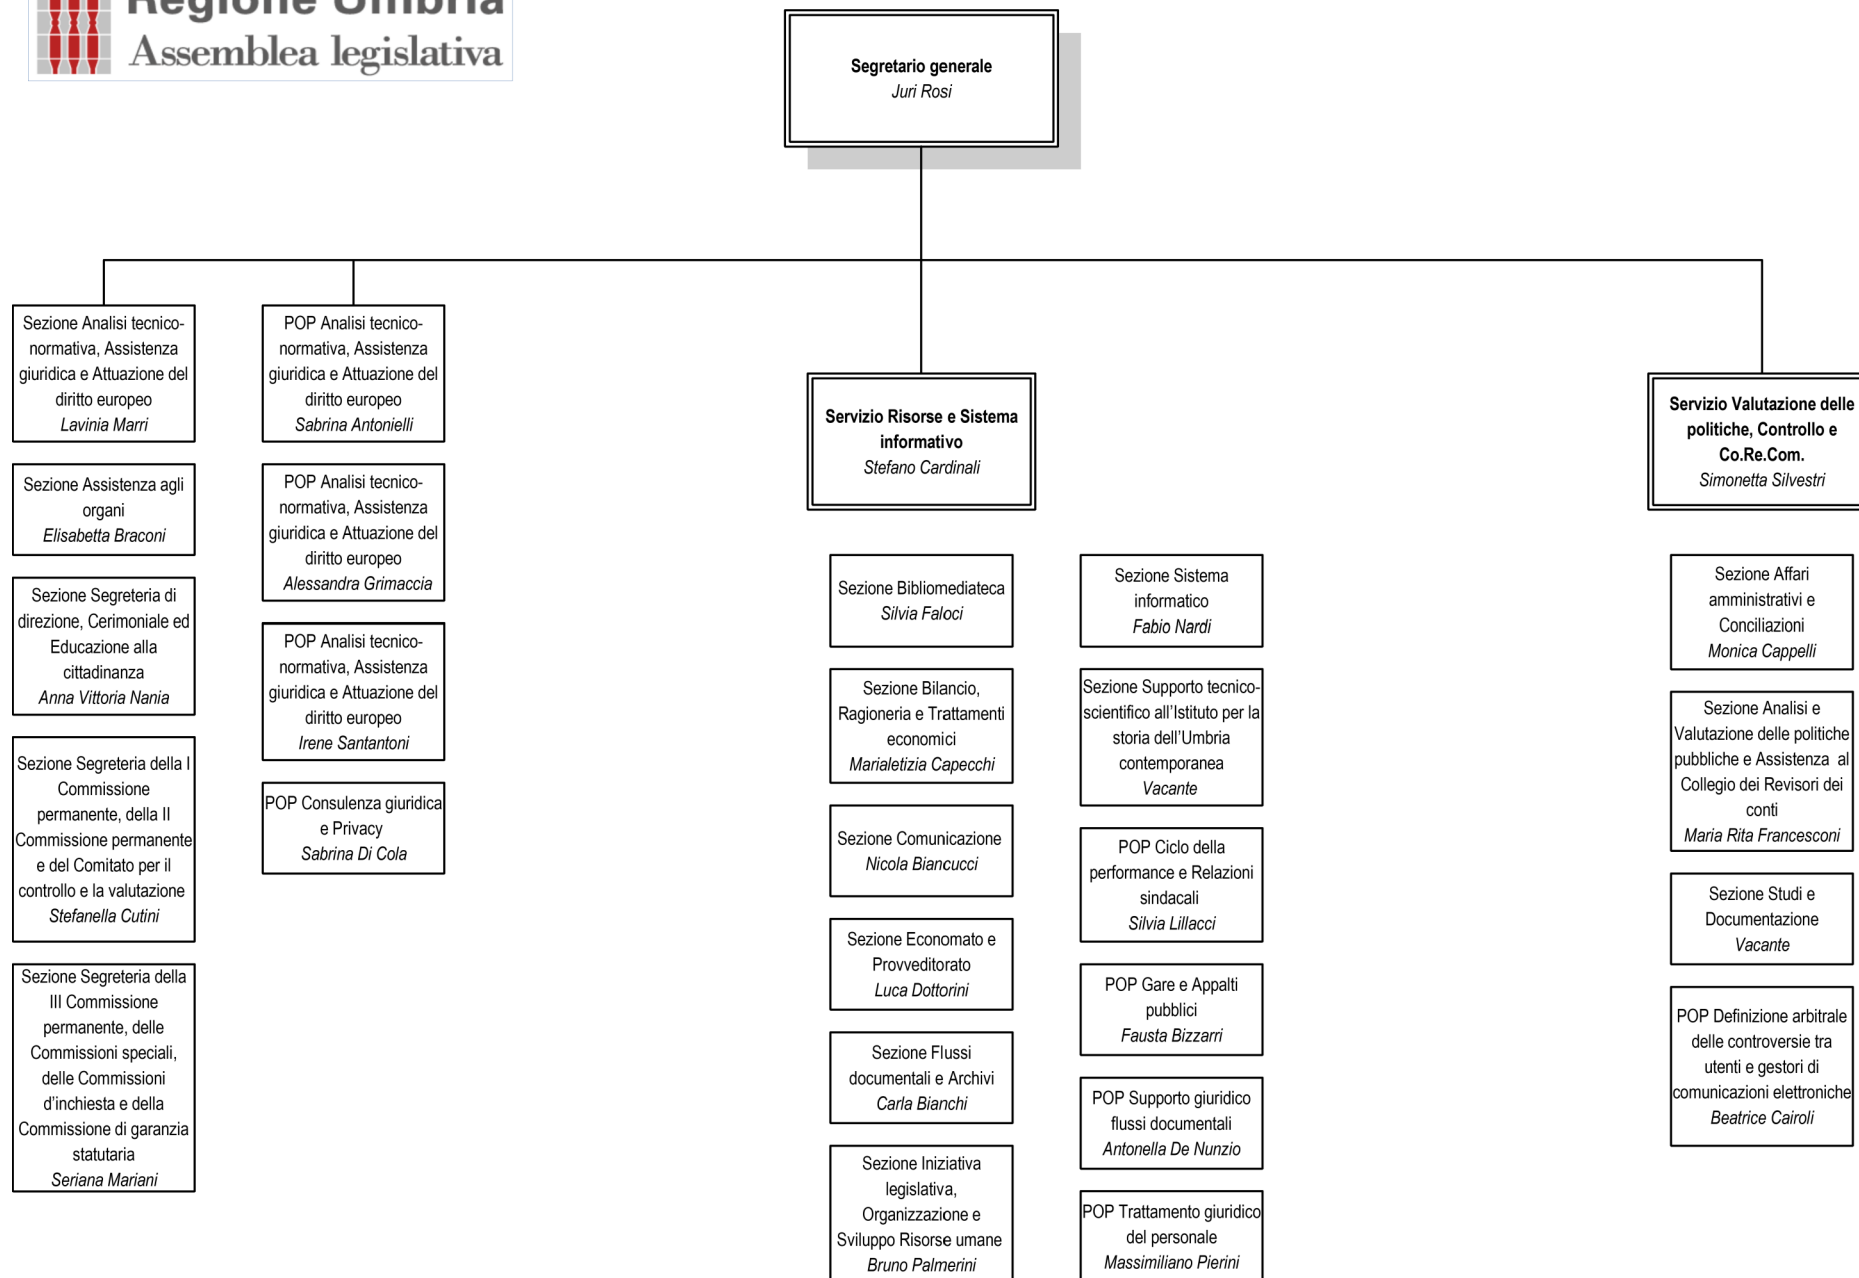 Regione Umbria
Assemblea legislativa
Segretario generale
Juri Rosi
Sezione Analisi tecnico-
normativa, Assistenza
giuridica e Attuazione del
diritto europeo
Lavinia Marri
Sezione Assistenza agli
organi
Elisabetta Braconi
Sezione Segreteria di
direzione, Cerimoniale ed
Educazione alla
cittadinanza
Anna Vittoria Nania
Sezione Segreteria della I
Commissione
permanente, della II
Commissione permanente
e del Comitato per il
controllo e la valutazione
Stefanella Cutini
Sezione Segreteria della
III Commissione
permanente, delle
Commissioni speciali,
delle Commissioni
d'inchiesta e della
Commissione di garanzia
statutaria
Seriana Mariani
POP Analisi tecnico-
normativa, Assistenza
giuridica e Attuazione del
diritto europeo
Sabrina Antonielli
POP Analisi tecnico-
normativa, Assistenza
giuridica e Attuazione del
diritto europeo
Alessandra Grimaccia
POP Analisi tecnico-
normativa, Assistenza
giuridica e Attuazione del
diritto europeo
Irene Santantoni
POP Consulenza giuridica
e Privacy
Sabrina Di Cola
Servizio Risorse e Sistema
informativo
Stefano Cardinali
Sezione Bibliomediateca
Silvia Faloci
Sezione Bilancio,
Ragioneria e Trattamenti
economici
Marialetizia Capecchi
Sezione Comunicazione
Nicola Biancucci
Sezione Economato e
Provveditorato
Luca Dottorini
Sezione Flussi
documentali e Archivi
Carla Bianchi
Sezione Iniziativa
legislativa,
Organizzazione e
Sviluppo Risorse umane
Bruno Palmerini
Sezione Sistema
informatico
Fabio Nardi
Sezione Supporto tecnico-
scientifico all'Istituto per la
storia dell'Umbria
contemporanea
Vacante
POP Ciclo della
performance e Relazioni
sindacali
Silvia Lillacci
POP Gare e Appalti
pubblici
Fausta Bizzarri
POP Supporto giuridico
flussi documentali
Antonella De Nunzio
POP Trattamento giuridico
del personale
Massimiliano Pierini
Servizio Valutazione delle
politiche, Controllo e
Co.Re.Com.
Simonetta Silvestri
Sezione Affari
amministrativi e
Conciliazioni
Monica Cappelli
Sezione Analisi e
Valutazione delle politiche
pubbliche e Assistenza al
Collegio dei Revisori dei
conti
Maria Rita Francesconi
Sezione Studi e
Documentazione
Vacante
POP Definizione arbitrale
delle controversie tra
utenti e gestori di
comunicazioni elettroniche
Beatrice Cairoli